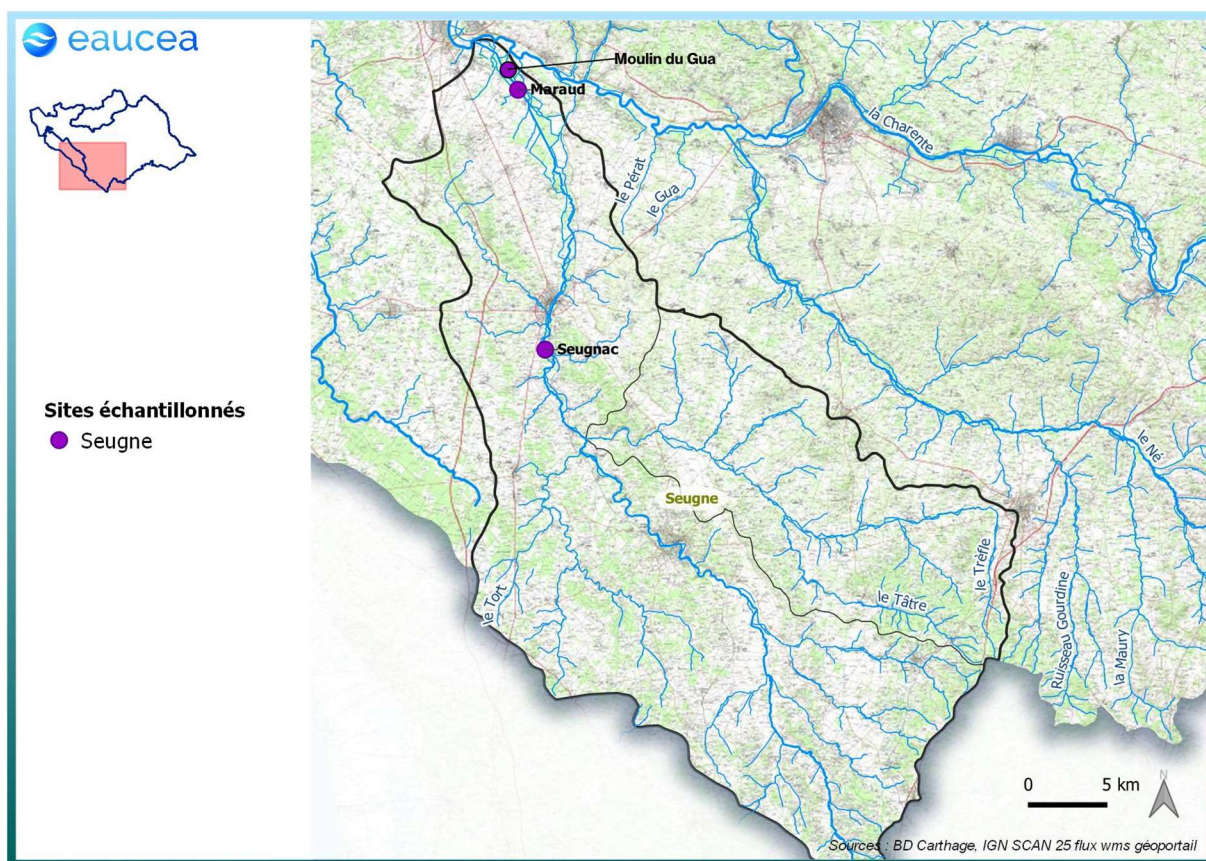 eaucea
Moulin du Gua
Maraud
la Charente
le Pérat
le Gua
Seugnac
Sites échantillonnés
Seugne
le Né
Seugne
le Trèfle
le Tâtre
le Tort
Ruisseau Gourdine
la Maury
0 5 km
N
Sources : BD Carthage, IGN SCAN 25 flux wms géoportail